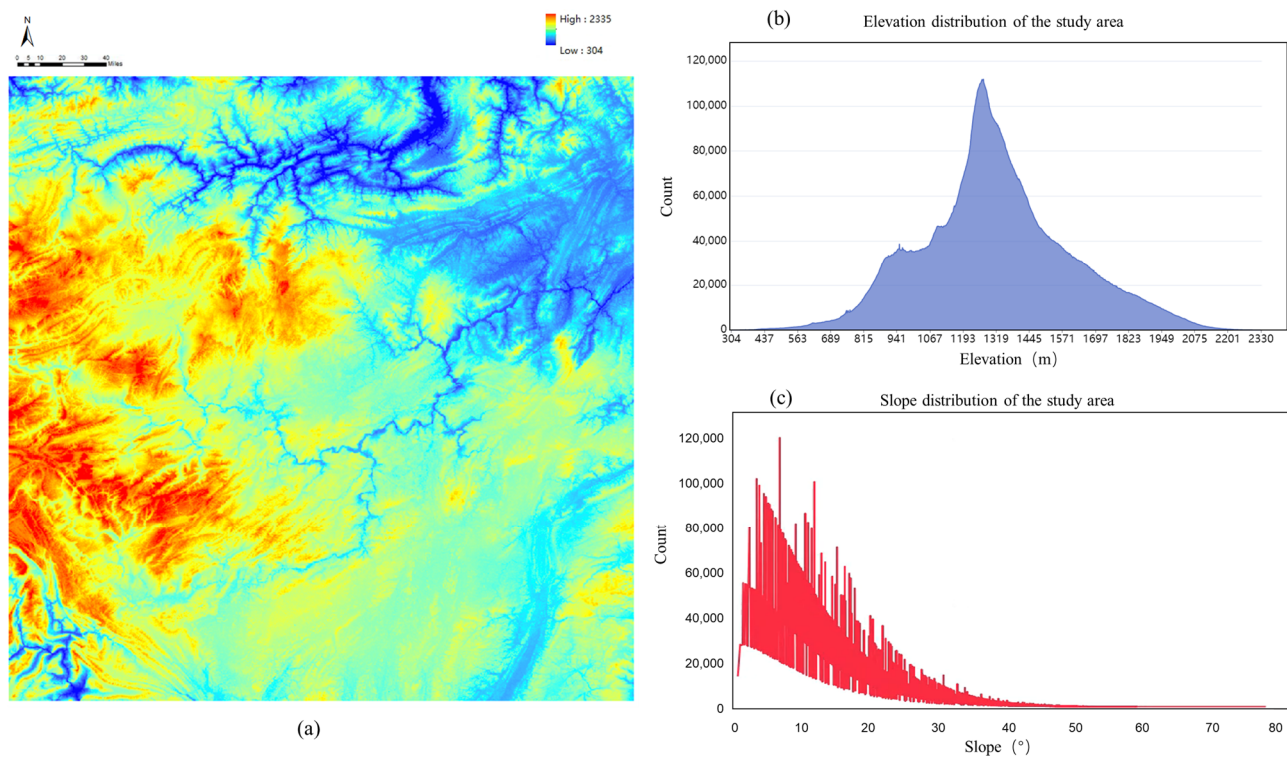 N
0 5 10 20 30 40
Miles
High : 2335
Low : 304
(a)
(b)
Elevation distribution of the study area
Count
120,000
100,000
80,000
60,000
40,000
20,000
0
304 437 563 689 815 941 1067 1193 1319 1445 1571 1697 1823 1949 2075 2201 2330
Elevation (m)
(c)
Slope distribution of the study area
Count
120,000
100,000
80,000
60,000
40,000
20,000
0
0 10 20 30 40 50 60 70 80
Slope (°)